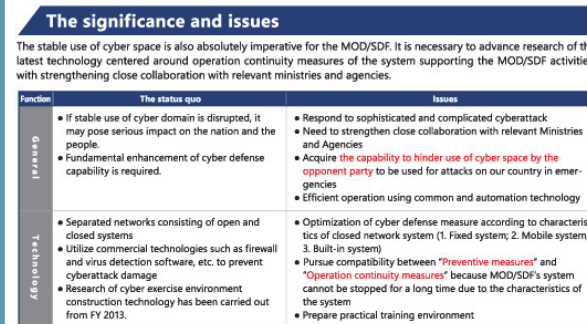 The significance and issues
The stable use of cyber space is also absolutely imperative for the MOD/SDF. It is necessary to advance research of
latest technology centered around operation continuity measures of the system supporting the MOD/SDF
with strengthening close collaboration with relevant ministries and agencies.
Function The status quo Issues
General
• If stable use of cyber domain is disrupted, it
may pose serious impact on the nation and the
people.
• Fundamental enhancement of cyber defense
capability is required.
• Respond to sophisticated and complicated cyberattack
• Need to strengthen close collaboration with relevant Ministries
and Agencies
• Acquire the capability to hinder use of cyber space by the
opponent party to be used for attacks on our country in emer-
gencies
• Efficient operation using common and automation technology
Technology
• Separated networks consisting of open and
closed systems
• Utilize commercial technologies such as firewall
and virus detection software, etc. to prevent
cyberattack damage
• Research of cyber exercise environment
construction technology has been carried out
from FY 2013.
• Optimization of cyber defense measure according to characteris
tics of closed network system (1. Fixed system; 2. Mobile system;
3. Built-in system)
• Pursue compatibility between "Preventive measures" and
"Operation continuity measures" because MOD/SDF's system
cannot be stopped for a long time due to the characteristics of
the system
• Prepare practical training environment